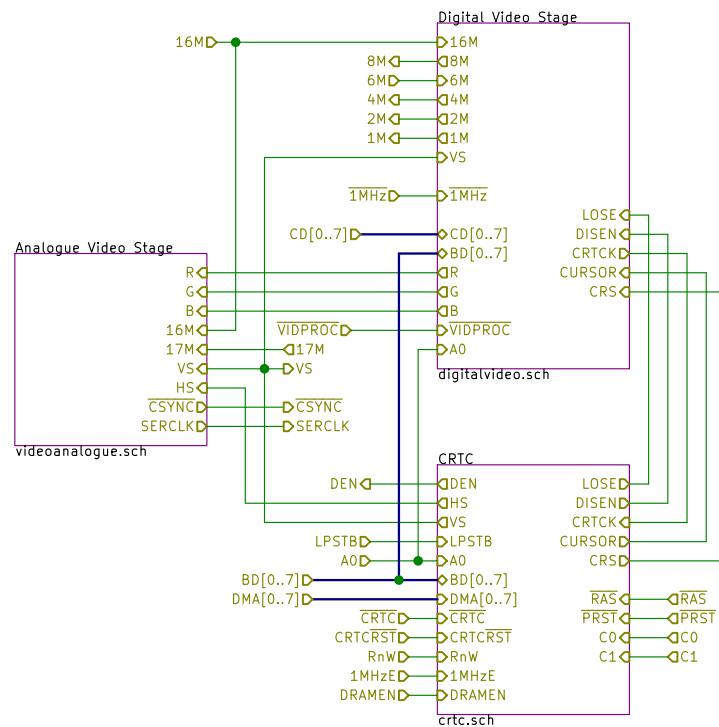 Digital Video Stage
16M 16M
8M 8M
6M 6M
4M 4M
2M 2M
1M 1M
VS
1MHz 1MHz
LOSE
CD[0..7] CD[0..7] DISEN
BD[0..7] CRTCK
Analogue Video Stage
R R CURSOR
G G CRS
B B
16M VIDPROC VIDPROC
17M 17M A0
VS VS
digitalvideo.sch
HS
CSYNC CSYNC
SERCLK SERCLK
videoanalogue.sch
CRTC
DEN DEN LOSE
HS DISEN
VS CRTCK
LPSTB LPSTB CURSOR
A0 A0 CRS
BD[0..7] BD[0..7]
DMA[0..7] DMA[0..7] RAS RAS
CRTC CRTC PRST PRST
CRTCRST CRTCRST C0 C0
RnW RnW C1 C1
1MHzE 1MHzE
DRAMEN DRAMEN
crtc.sch